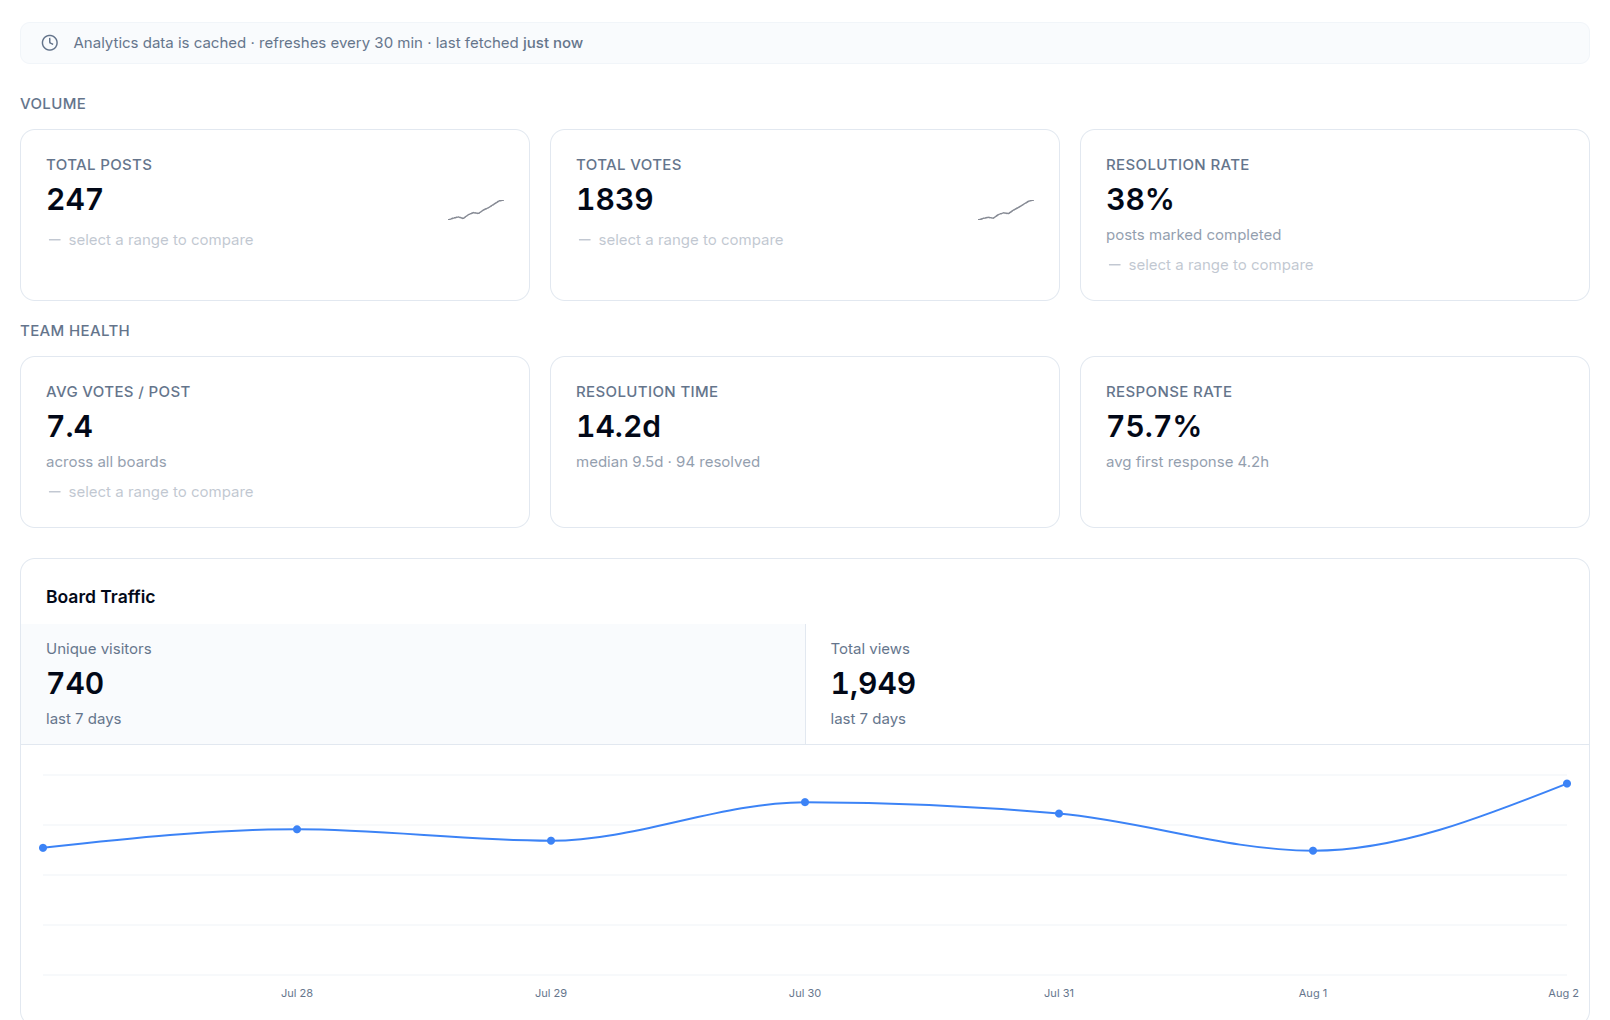 Analytics data is cached · refreshes every 30 min · last fetched just now
VOLUME
TOTAL POSTS
247
— select a range to compare
TOTAL VOTES
1839
— select a range to compare
RESOLUTION RATE
38%
posts marked completed
— select a range to compare
TEAM HEALTH
AVG VOTES / POST
7.4
across all boards
— select a range to compare
RESOLUTION TIME
14.2d
median 9.5d · 94 resolved
RESPONSE RATE
75.7%
avg first response 4.2h
Board Traffic
Unique visitors
740
last 7 days
Total views
1,949
last 7 days
Jul 28
Jul 29
Jul 30
Jul 31
Aug 1
Aug 2